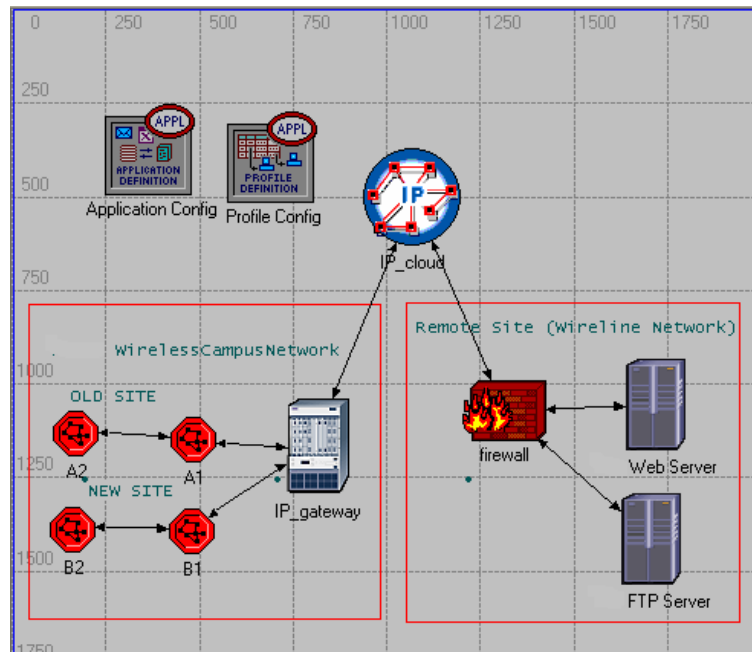 0 250 500 750 1000 1250 1500 1750
250
APPL
APPL
APPLICATION
DEFINITION
PROFILE
DEFINITION
500
Application Config
Profile Config
IP
IP_cloud
750
Remote Site (Wireline Network)
WirelessCampusNetwork
1000
OLD SITE
A2
A1
firewall
Web Server
1250
NEW SITE
IP_gateway
1500
B2
B1
FTP Server
1750